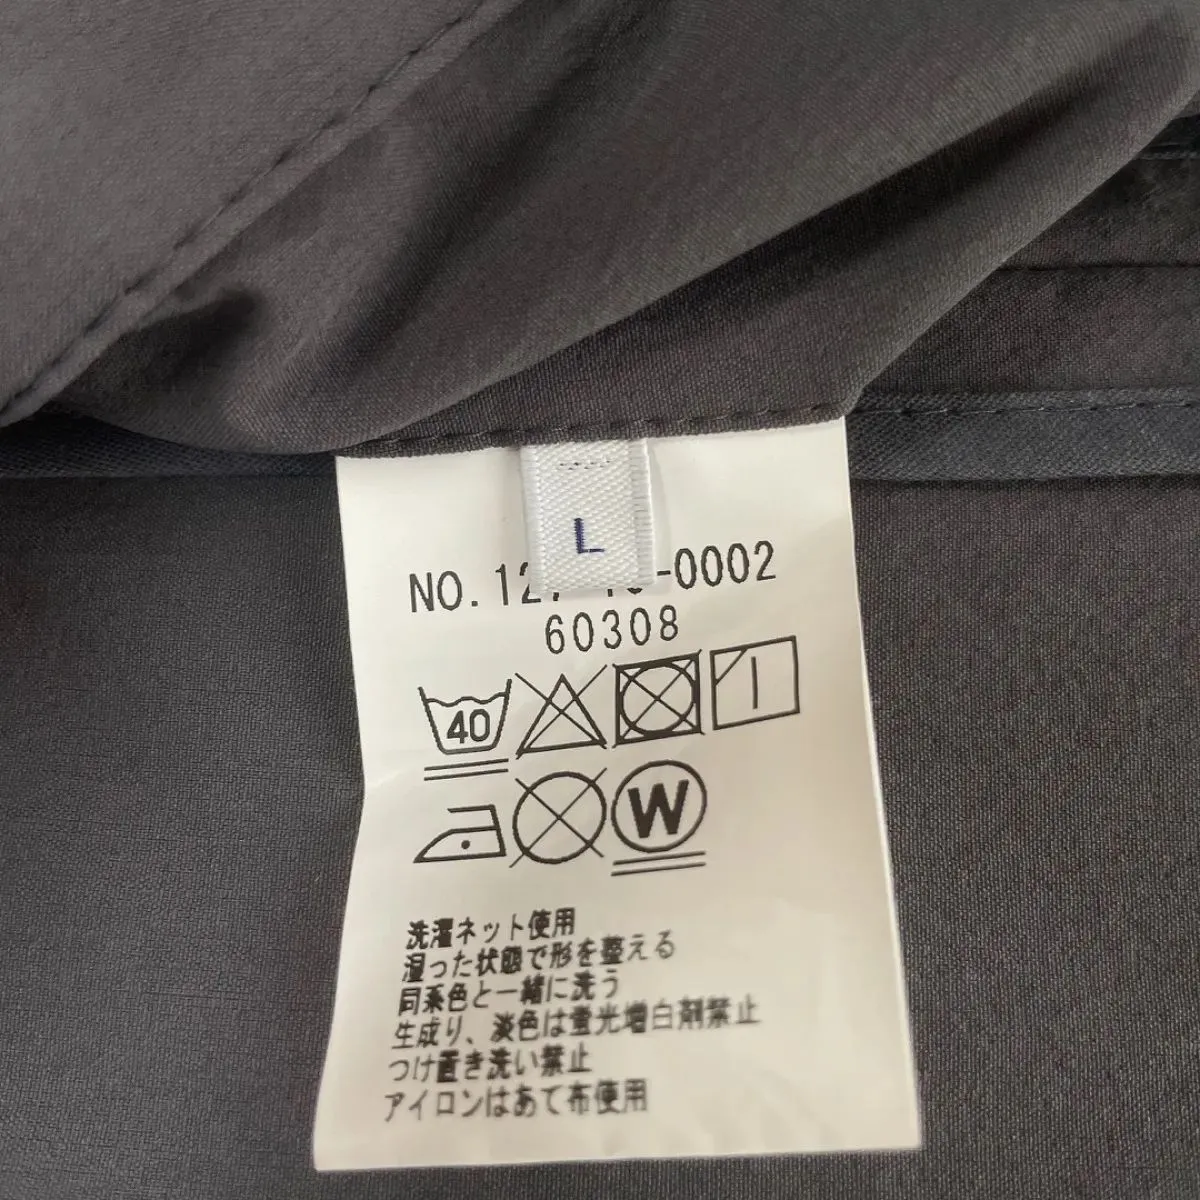 L
NO. 12 -0002
60308
40
W
洗濯ネット使用
湿った状態で形を整える
同系色と一緒に洗う
生成り、淡色は蛍光増白剤禁止
つけ置き洗い禁止
アイロンはあて布使用